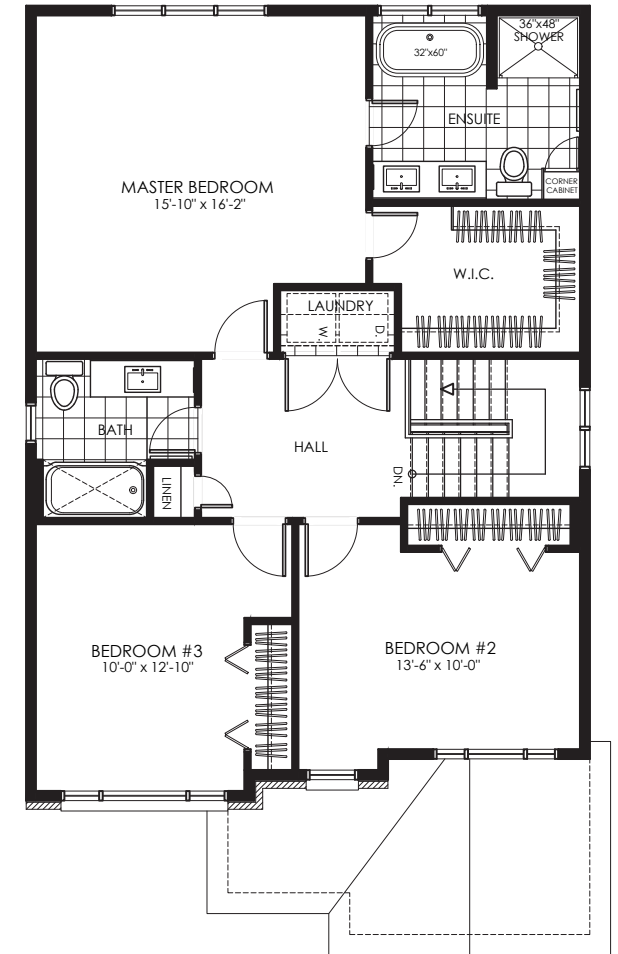 36"x48"
SHOWER
32"x60"
ENSUITE
CORNER
CABINET
MASTER BEDROOM
15'-10" x 16'-2"
W.I.C.
LAUNDRY
W.
D.
BATH
HALL
LINEN
DN.
BEDROOM #3
10'-0" x 12'-10"
BEDROOM #2
13'-6" x 10'-0"